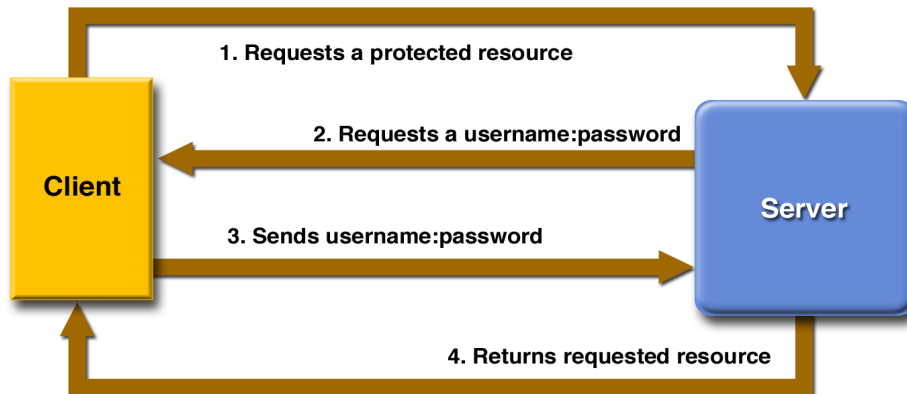 1. Requests a protected resource
2. Requests a username:password
Client
Server
3. Sends username:password
4. Returns requested resource